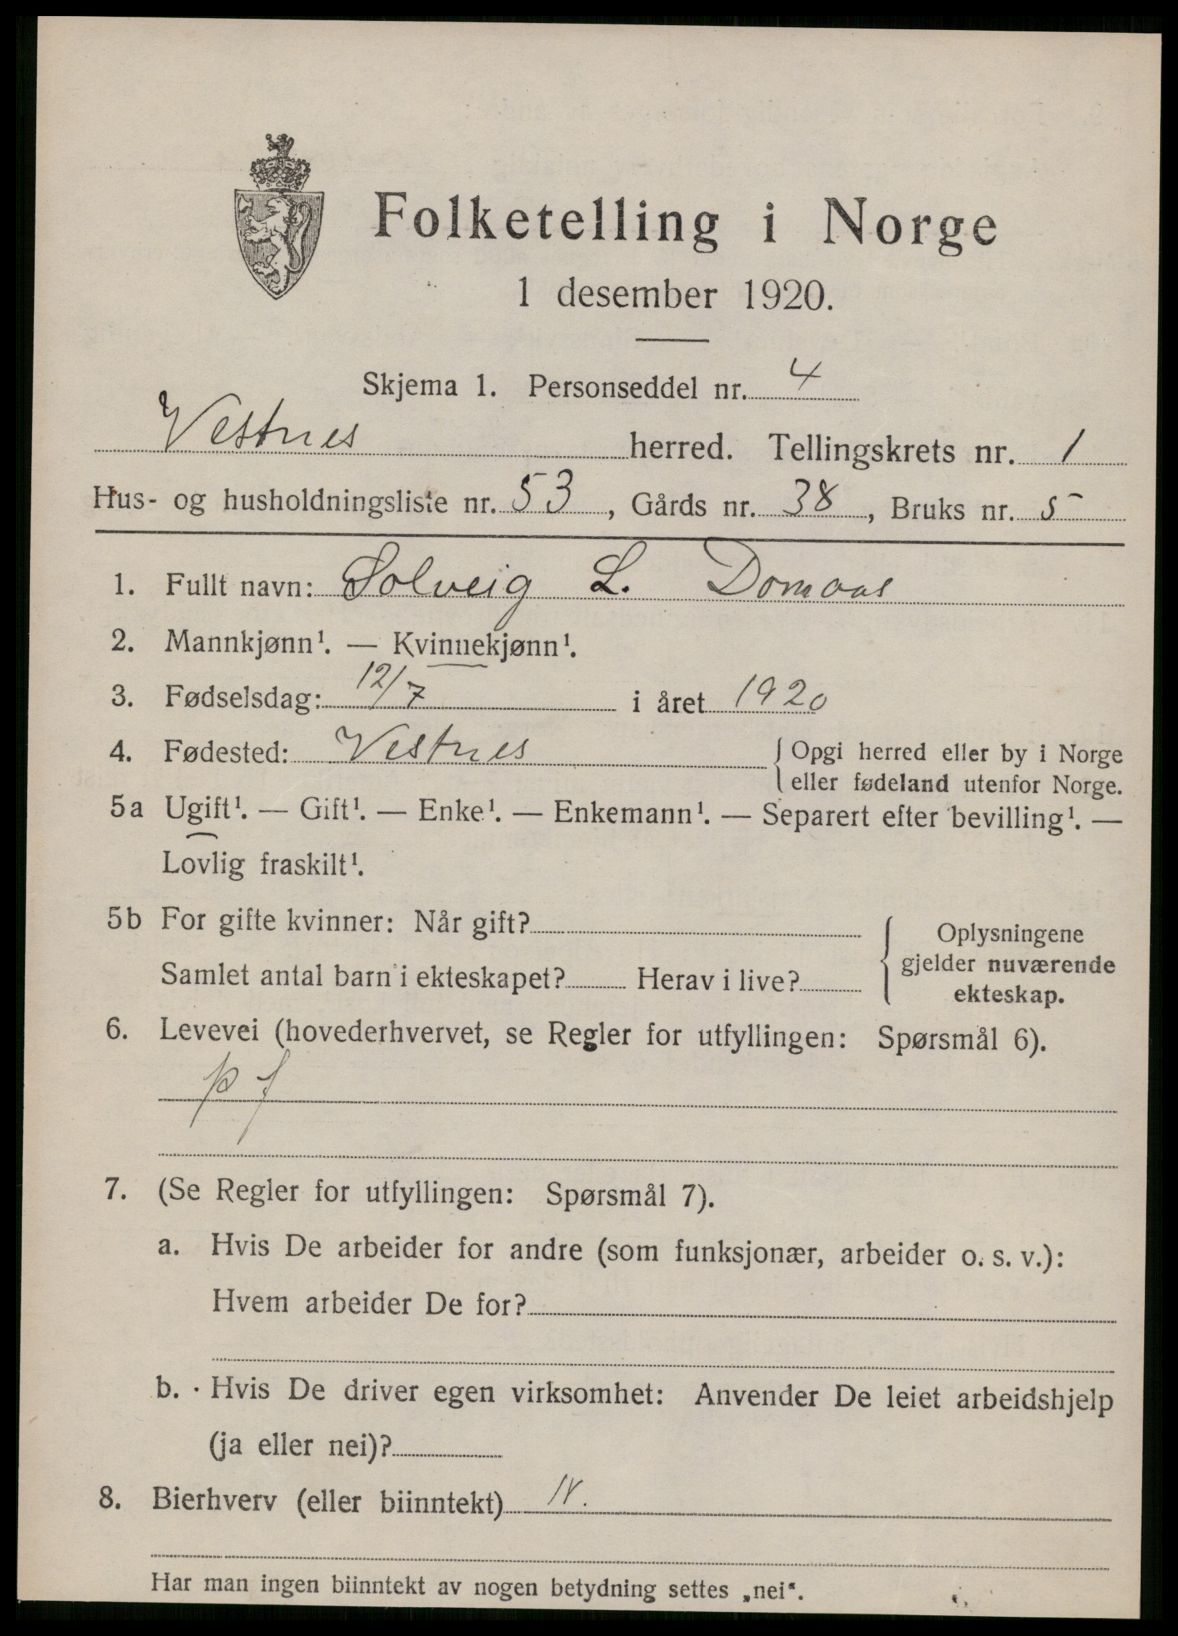 Folketelling i Norge
1 desember 1920.
Skjema 1. Personseddel nr. 4
Vestnes herred. Tellingskrets nr. 1
Hus- og husholdningsliste nr. 53, Gårds nr. 38, Bruks nr. 5
1. Fullt navn: Solveig L. Domaas
2. Mannkjønn¹. — Kvinnekjønn¹.
3. Fødselsdag: 12/7 i året 1920
4. Fødested: Vestnes { Opgi herred eller by i Norge
eller fødeland utenfor Norge.
5a Ugift¹. — Gift¹. — Enke¹. — Enkemann¹. — Separert efter bevilling¹. —
Lovlig fraskilt¹.
5b For gifte kvinner: Når gift?
Samlet antal barn i ekteskapet? Herav i live?
{ Oplysningene
gjelder nuværende
ekteskap.
6. Levevei (hovederhvervet, se Regler for utfyllingen: Spørsmål 6).
p f
7. (Se Regler for utfyllingen: Spørsmål 7).
a. Hvis De arbeider for andre (som funksjonær, arbeider o. s. v.):
Hvem arbeider De for?
b. Hvis De driver egen virksomhet: Anvender De leiet arbeidshjelp
(ja eller nei)?
8. Bierhverv (eller biinntekt)
Har man ingen biinntekt av nogen betydning settes „nei“.